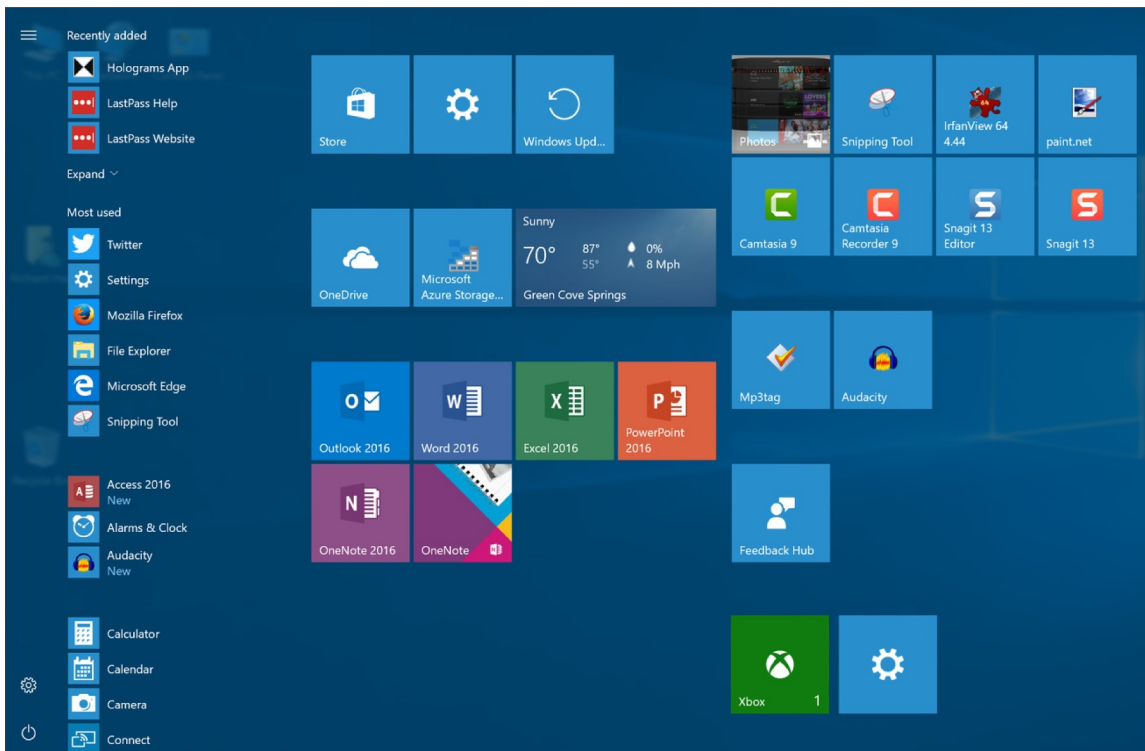 Recently added
Holograms App
LastPass Help
LastPass Website
Expand
Most used
Twitter
Settings
Mozilla Firefox
File Explorer
Microsoft Edge
Snipping Tool
Access 2016
New
Alarms & Clock
Audacity
New
Calculator
Calendar
Camera
Connect
Store
Windows Upd...
OneDrive
Microsoft
Azure Storage...
Sunny
70° 87° 0%
55° 8 Mph
Green Cove Springs
Outlook 2016
Word 2016
Excel 2016
PowerPoint
2016
OneNote 2016
OneNote
Photos
Snipping Tool
IrfanView 64
4.44
paint.net
Camtasia 9
Camtasia
Recorder 9
Snagit 13
Editor
Snagit 13
Mp3tag
Audacity
Feedback Hub
Xbox 1